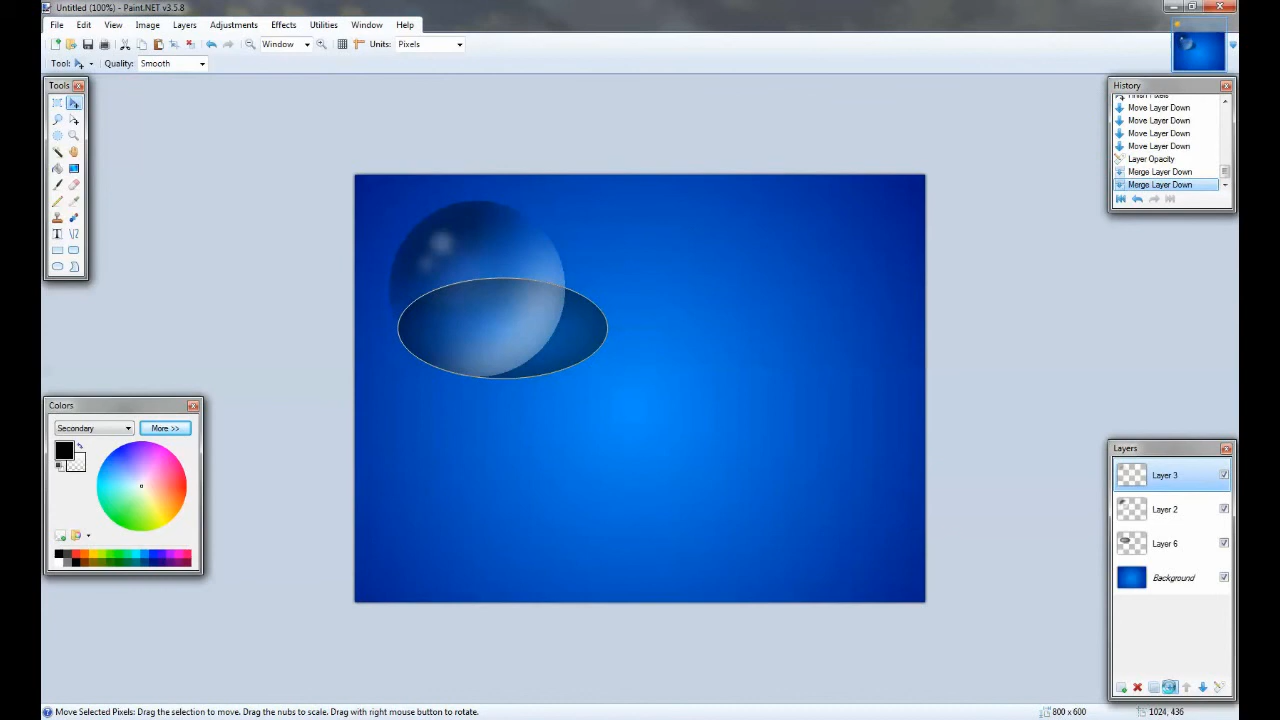 Untitled (100%) - Paint.NET v3.5.8
File Edit View Image Layers Adjustments Effects Utilities Window Help
Window Units: Pixels
Tool: Quality: Smooth
Tools
History
Finish Pixels
Move Layer Down
Move Layer Down
Move Layer Down
Move Layer Down
Layer Opacity
Merge Layer Down
Merge Layer Down
Colors
Secondary More >>
Layers
Layer 3
Layer 2
Layer 6
Background
Move Selected Pixels: Drag the selection to move. Drag the nubs to scale. Drag with right mouse button to rotate. 800 x 600 1024, 436